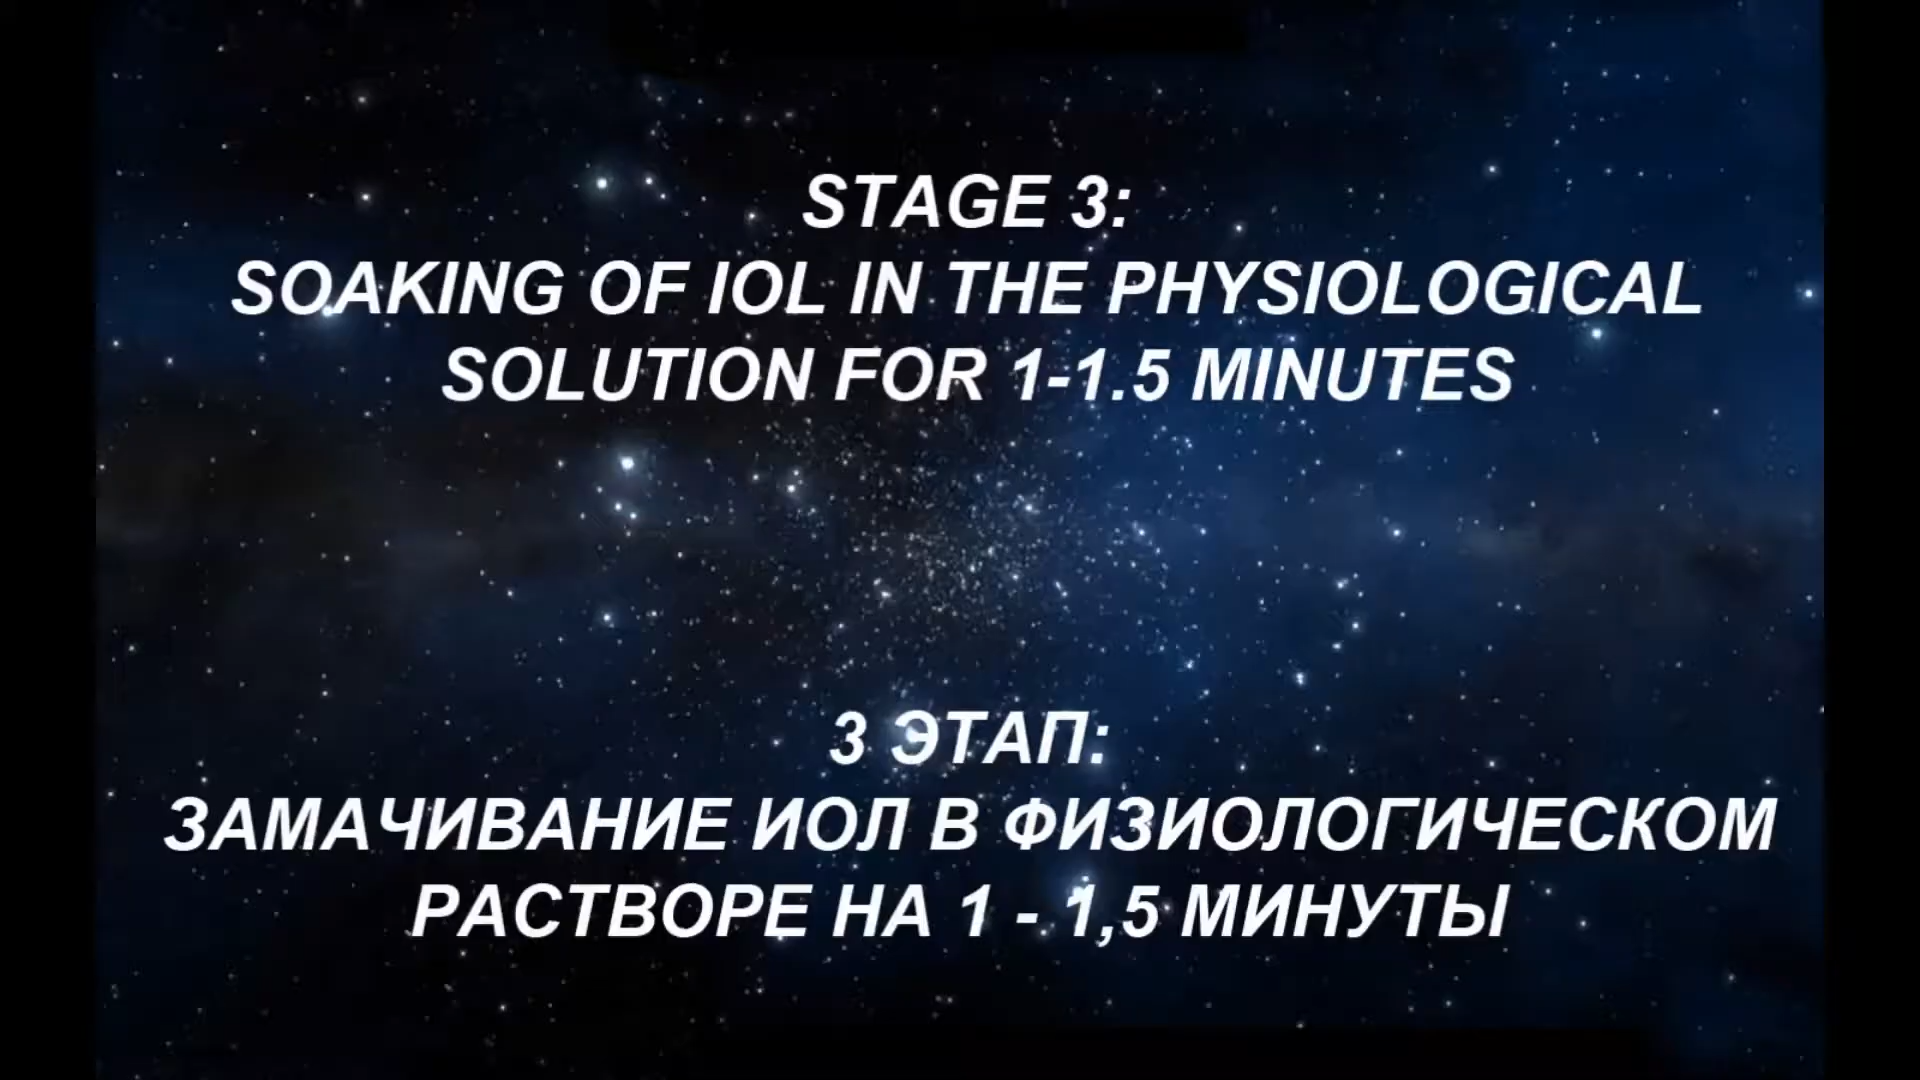 STAGE 3:
SOAKING OF IOL IN THE PHYSIOLOGICAL
SOLUTION FOR 1-1.5 MINUTES
3 ЭТАП:
ЗАМАЧИВАНИЕ ИОЛ В ФИЗИОЛОГИЧЕСКОМ
РАСТВОРЕ НА 1 - 1,5 МИНУТЫ